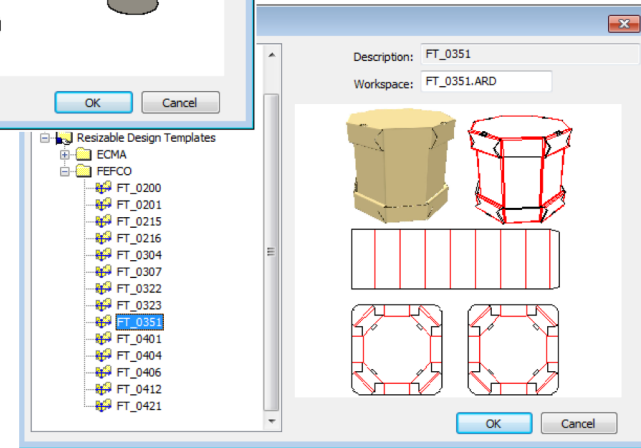 OK
Cancel
Description: FT_0351
Workspace: FT_0351.ARD
Resizable Design Templates
ECMA
FEFCO
FT_0200
FT_0201
FT_0215
FT_0216
FT_0304
FT_0307
FT_0322
FT_0323
FT_0351
FT_0401
FT_0404
FT_0406
FT_0412
FT_0421
OK
Cancel